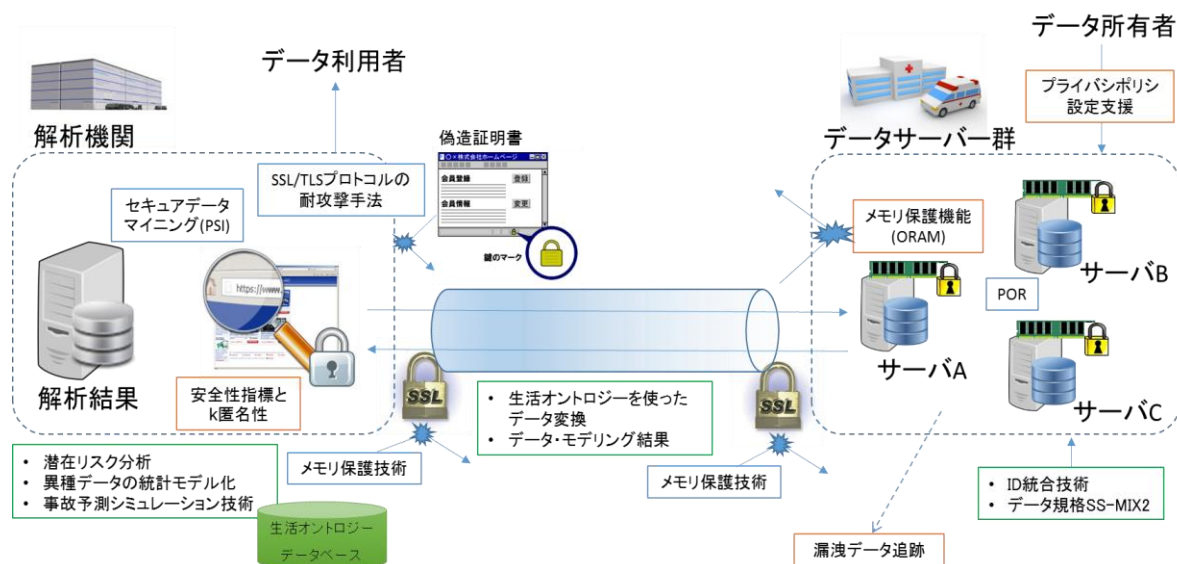 データ利用者
データ所有者
プライバシポリシ
設定支援
解析機関
データサーバー群
偽造証明書
○×株式会社ホームページ
会員登録
登録
会員情報
変更
鍵のマーク
SSL/TLSプロトコルの
耐攻撃手法
セキュアデータ
マイニング(PSI)
https://www.
メモリ保護機能
(ORAM)
サーバB
POR
サーバA
サーバC
解析結果
安全性指標と
k匿名性
SSL
SSL
• 生活オントロジーを使った
データ変換
• データ・モデリング結果
メモリ保護技術
メモリ保護技術
• 潜在リスク分析
• 異種データの統計モデル化
• 事故予測シミュレーション技術
生活オントロジー
データベース
• ID統合技術
• データ規格SS-MIX2
漏洩データ追跡